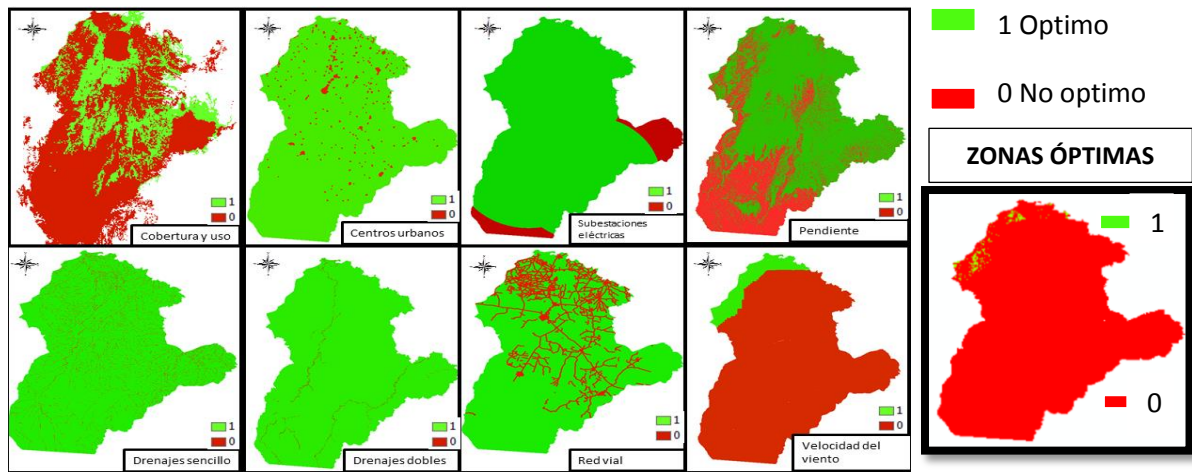 1
0
Cobertura y uso
1
0
Centros urbanos
1
0
Subestaciones
eléctricas
1
0
Pendiente
1
0
Drenajes sencillo
1
0
Drenajes dobles
1
0
Red vial
1
0
Velocidad del
viento
1 Optimo
0 No optimo
ZONAS ÓPTIMAS
1
0